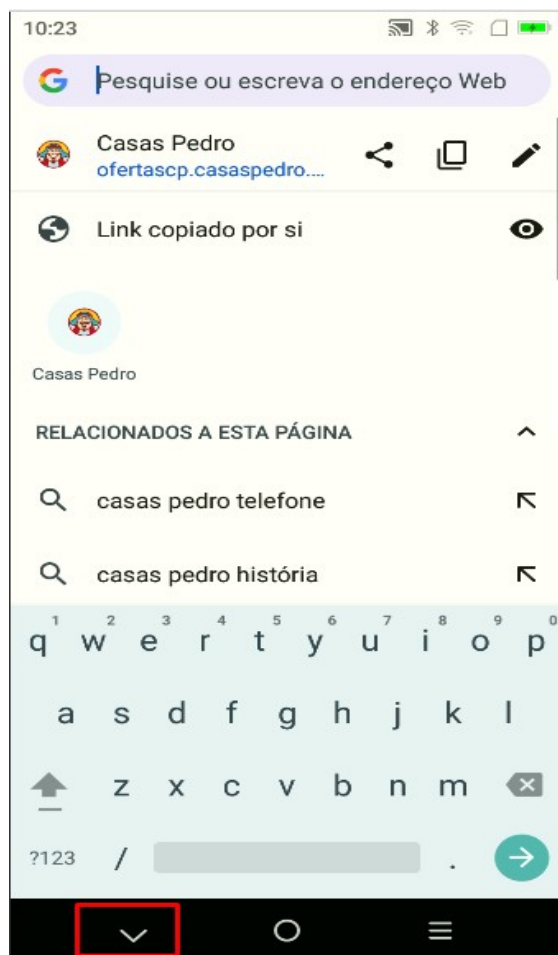 10:23
Pesquise ou escreva o endereço Web
Casas Pedro
ofertascp.casaspedro....
Link copiado por si
Casas Pedro
RELACIONADOS A ESTA PÁGINA
casas pedro telefone
casas pedro história
1 2 3 4 5 6 7 8 9 0
q w e r t y u i o p
a s d f g h j k l
z x c v b n m
?123 / .